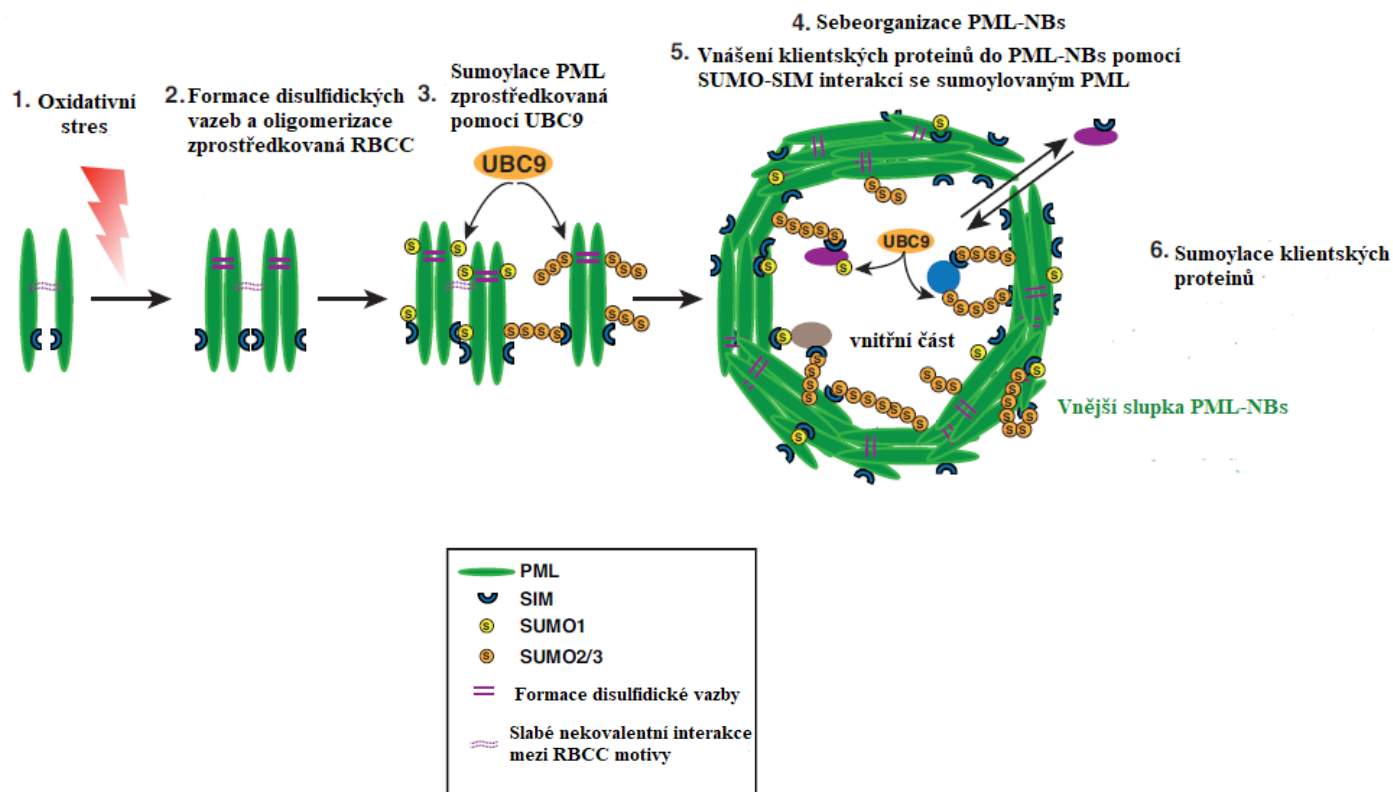 1. Oxidativní
stres
2. Formace disulfidických
vazeb a oligomerizace
zprostředkovaná RBCC
3. Sumoylace PML
zprostředkovaná
pomocí UBC9
UBC9
4. Sebeorganizace PML-NBs
5. Vnášení klientských proteinů do PML-NBs pomocí
SUMO-SIM interakcí se sumoylovaným PML
UBC9
vnitřní část
6. Sumoylace klientských
proteinů
Vnější slupka PML-NBs
PML
SIM
S SUMO1
S SUMO2/3
Formace disulfidické vazby
Slabé nekovalentní interakce
mezi RBCC motivy